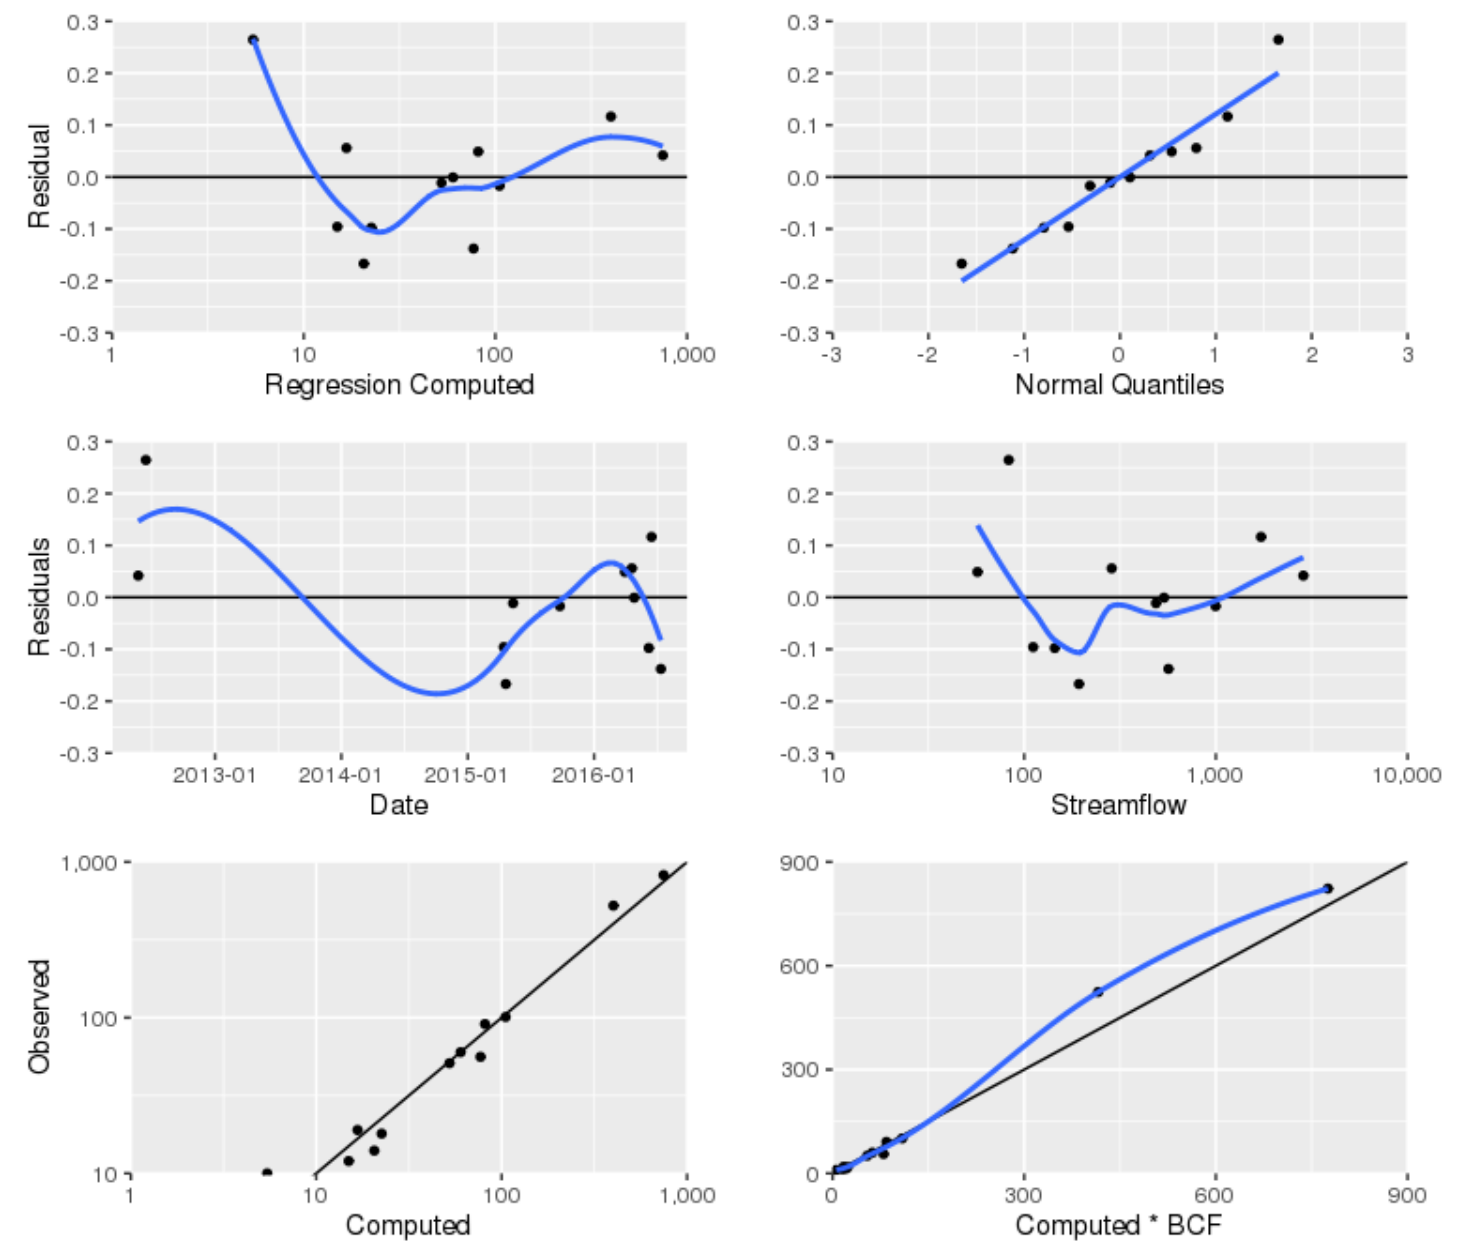 0.3
0.2
0.1
0.0
-0.1
-0.2
-0.3
Residual
1 10 100 1,000
Regression Computed
0.3
0.2
0.1
0.0
-0.1
-0.2
-0.3
-3 -2 -1 0 1 2 3
Normal Quantiles
0.3
0.2
0.1
0.0
-0.1
-0.2
-0.3
Residuals
2013-01 2014-01 2015-01 2016-01
Date
0.3
0.2
0.1
0.0
-0.1
-0.2
-0.3
10 100 1,000 10,000
Streamflow
1,000
100
10
Observed
1 10 100 1,000
Computed
900
600
300
0
0 300 600 900
Computed * BCF